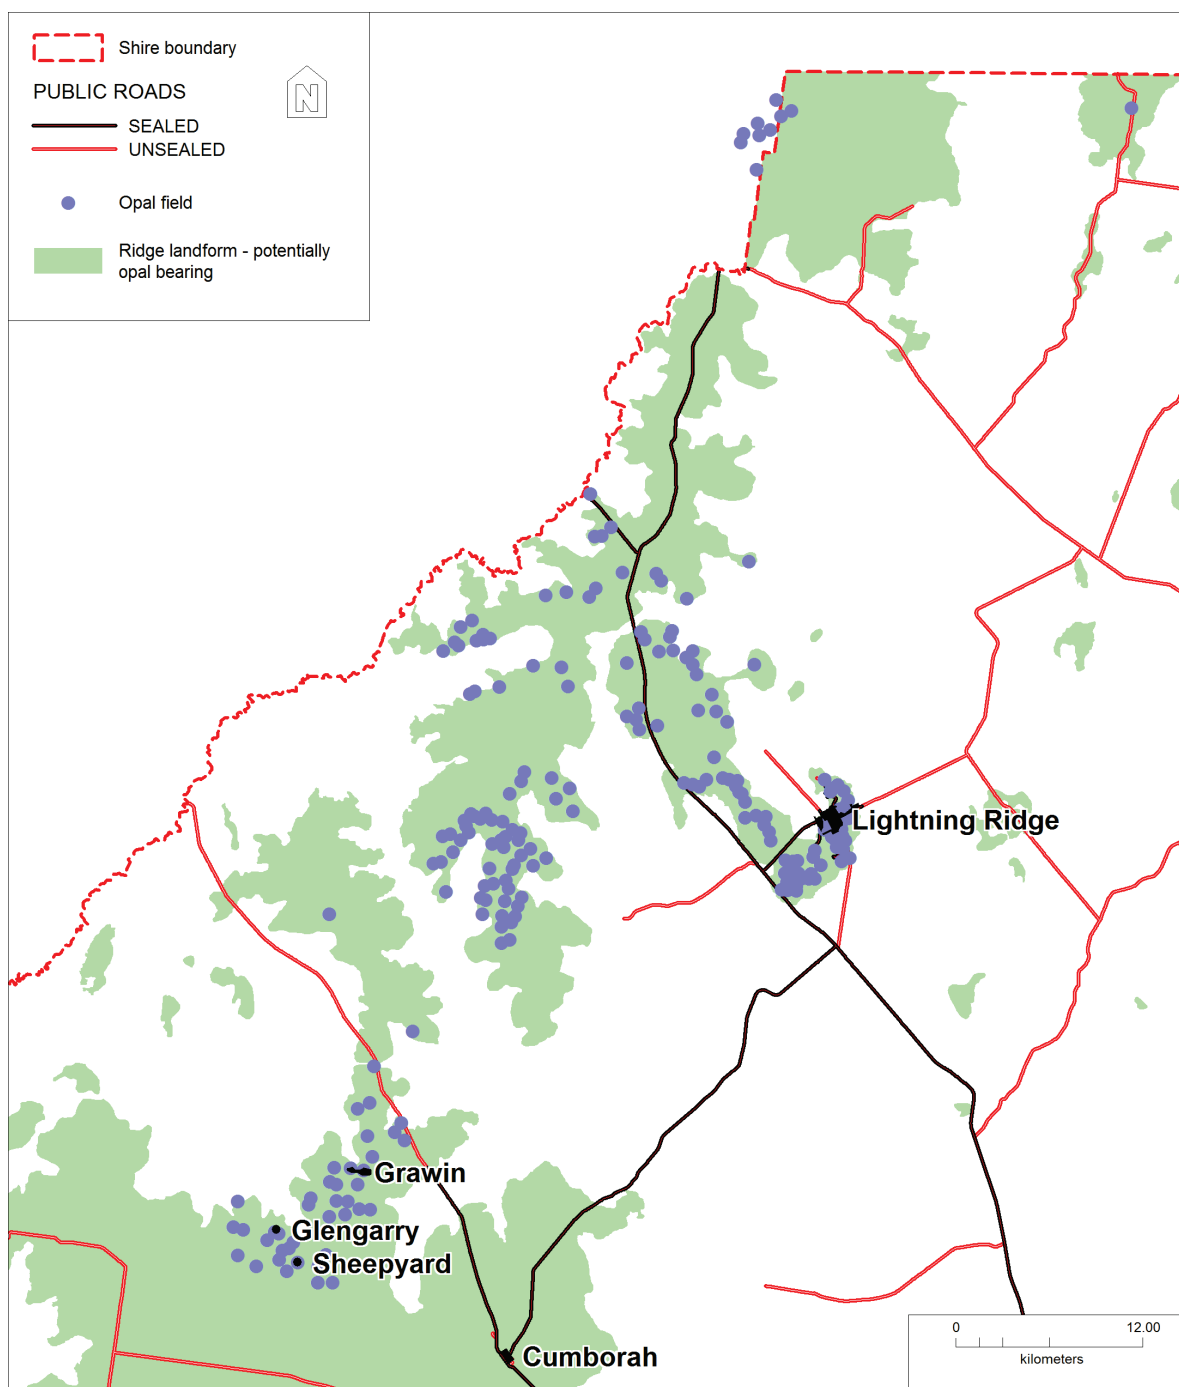 Shire boundary
PUBLIC ROADS
N
SEALED
UNSEALED
Opal field
Ridge landform - potentially
opal bearing
Lightning Ridge
Grawin
Glengarry
Sheepyard
Cumborah
0 12.00
kilometers